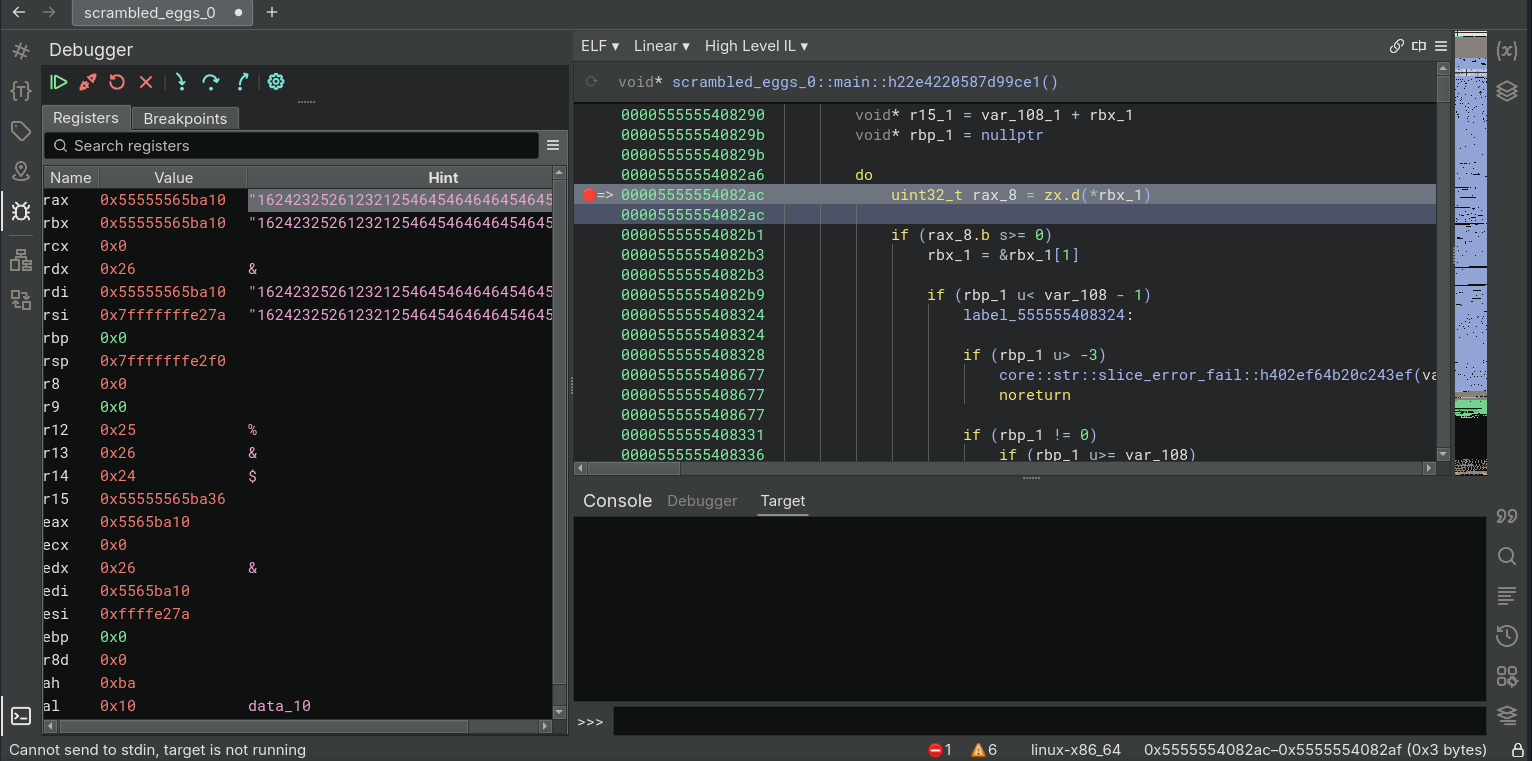 scrambled_eggs_0 ● +
Debugger
Registers
Breakpoints
Search registers
Name Value Hint
rax 0x55555565ba10 "162423252612321254645464646454645
rbx 0x55555565ba10 "162423252612321254645464646454645
rcx 0x0
rdx 0x26 &
rdi 0x55555565ba10 "162423252612321254645464646454645
rsi 0x7fffffffe27a "162423252612321254645464646454645
rbp 0x0
rsp 0x7fffffffe2f0
r8 0x0
r9 0x0
r12 0x25 %
r13 0x26 &
r14 0x24 $
r15 0x55555565ba36
eax 0x5565ba10
ecx 0x0
edx 0x26 &
edi 0x5565ba10
esi 0xffffe27a
ebp 0x0
r8d 0x0
ah 0xba
al 0x10 data_10
ELF ▾ Linear ▾ High Level IL ▾
void* scrambled_eggs_0::main::h22e4220587d99ce1()
0000555555408290 void* r15_1 = var_108_1 + rbx_1
000055555540829b void* rbp_1 = nullptr
000055555540829b
00005555554082a6 do
=> 00005555554082ac uint32_t rax_8 = zx.d(*rbx_1)
00005555554082ac
00005555554082b1 if (rax_8.b s>= 0)
00005555554082b3 rbx_1 = &rbx_1[1]
00005555554082b3
00005555554082b9 if (rbp_1 u< var_108 - 1)
0000555555408324 label_555555408324:
0000555555408324
0000555555408328 if (rbp_1 u> -3)
0000555555408677 core::str::slice_error_fail::h402ef64b20c243ef(va
0000555555408677 noreturn
0000555555408677
0000555555408331 if (rbp_1 != 0)
0000555555408336 if (rbp_1 u>= var_108)
Console Debugger Target
>>>
Cannot send to stdin, target is not running
1 6 linux-x86_64 0x5555554082ac–0x5555554082af (0x3 bytes)